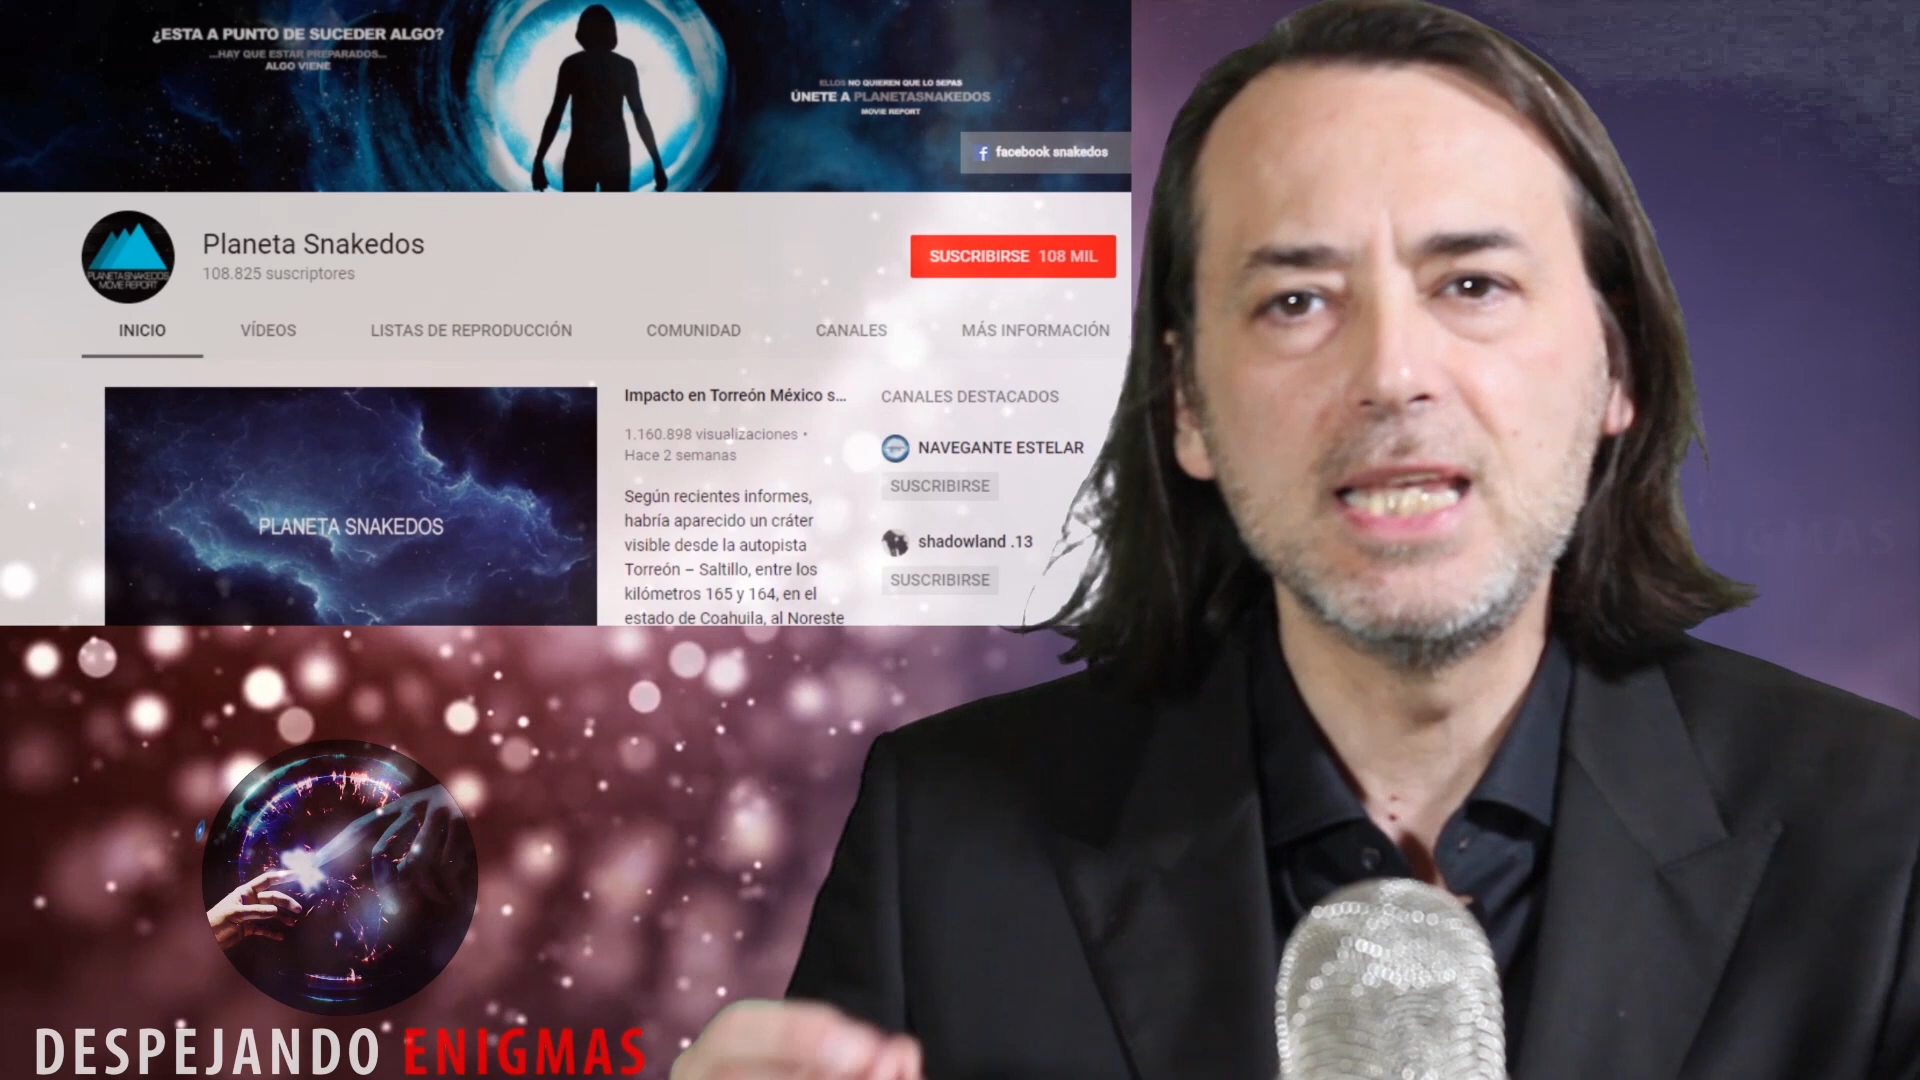 ¿ESTA A PUNTO DE SUCEDER ALGO?
...HAY QUE ESTAR PREPARADOS...
ALGO VIENE
ELLOS NO QUIEREN QUE LO SEPAS
ÚNETE A PLANETASNAKEDOS
MOVIE REPORT
facebook snakedos
PLANETASNAKEDOS
MOVIE REPORT
Planeta Snakedos
108.825 suscriptores
SUSCRIBIRSE 108 MIL
INICIO
VÍDEOS
LISTAS DE REPRODUCCIÓN
COMUNIDAD
CANALES
MÁS INFORMACIÓN
PLANETA SNAKEDOS
Impacto en Torreón México s...
1.160.898 visualizaciones •
Hace 2 semanas
Según recientes informes,
habría aparecido un cráter
visible desde la autopista
Torreón – Saltillo, entre los
kilómetros 165 y 164, en el
estado de Coahuila, al Noreste
CANALES DESTACADOS
NAVEGANTE ESTELAR
SUSCRIBIRSE
shadowland .13
SUSCRIBIRSE
DESPEJANDO ENIGMAS